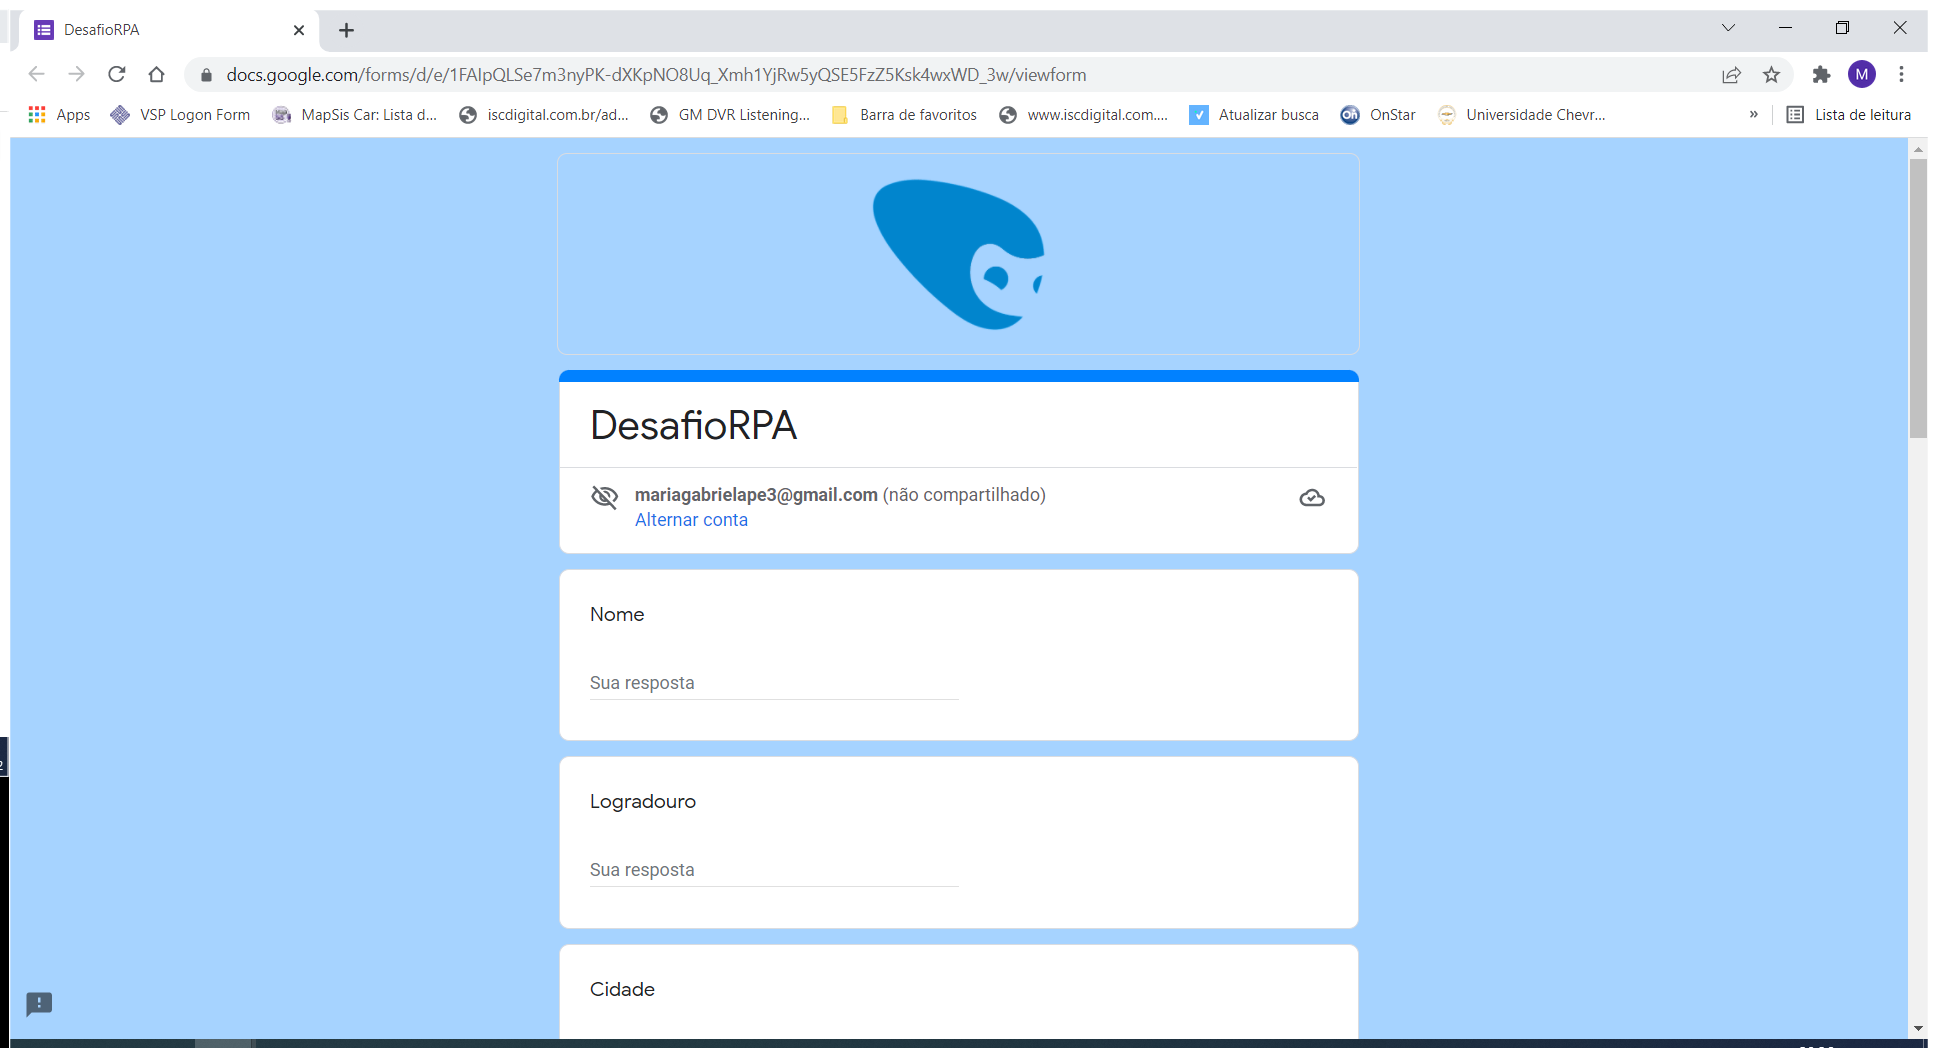 DesafioRPA
docs.google.com/forms/d/e/1FAIpQLSe7m3nyPK-dXKpNO8Uq_Xmh1YjRw5yQSE5FzZ5Ksk4wxWD_3w/viewform
M
Apps VSP Logon Form MapSis Car: Lista d... iscdigital.com.br/ad... GM DVR Listening... Barra de favoritos www.iscdigital.com.... Atualizar busca OnStar Universidade Chevr... » Lista de leitura
DesafioRPA
mariagabrielape3@gmail.com (não compartilhado)
Alternar conta
Nome
Sua resposta
Logradouro
Sua resposta
Cidade